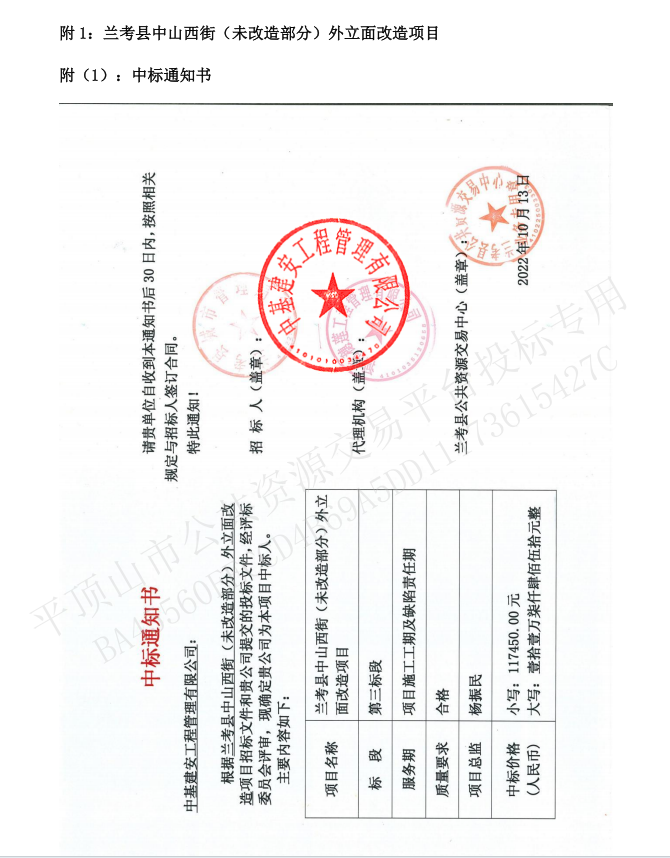 附1：兰考县中山西街（未改造部分）外立面改造项目
附（1）：中标通知书
中标通知书
中基建安工程管理有限公司：
根据兰考县中山西街（未改造部分）外立面改
造项目招标文件和贵公司提交的投标文件，经评标
委员会评审，现确定贵公司为本项目中标人。
主要内容如下：
项目名称 兰考县中山西街（未改造部分）外立
面改造项目
标 段 第三标段
服务期 项目施工工期及缺陷责任期
质量要求 合格
项目总监 杨振民
中标价格 小写：117450.00 元
（人民币） 大写：壹拾壹万柒仟肆佰伍拾元整
请贵单位自收到本通知书后 30 日内，按照相关
规定与招标人签订合同。
特此通知！
招 标 人（盖章）：
代理机构（盖章）：
兰考县公共资源交易中心（盖章）：
2022年10月13日
中基建安工程管理有限公司
平顶山市公共资源交易平台投标专用